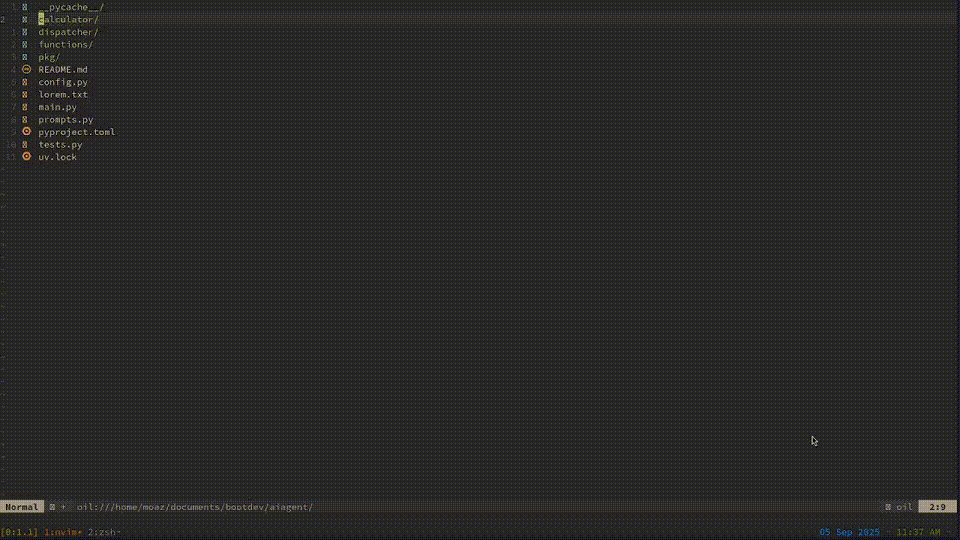 1 __pycache__/
2 calculator/
1 dispatcher/
2 functions/
3 pkg/
4 README.md
5 config.py
6 lorem.txt
7 main.py
8 prompts.py
9 pyproject.toml
10 tests.py
11 uv.lock
Normal + oil:///home/moaz/documents/bootdev/aiagent/ oil 2:9
[0:1.1] 1:nvim* 2:zsh- 05 Sep 2025 - 11:37 AM -